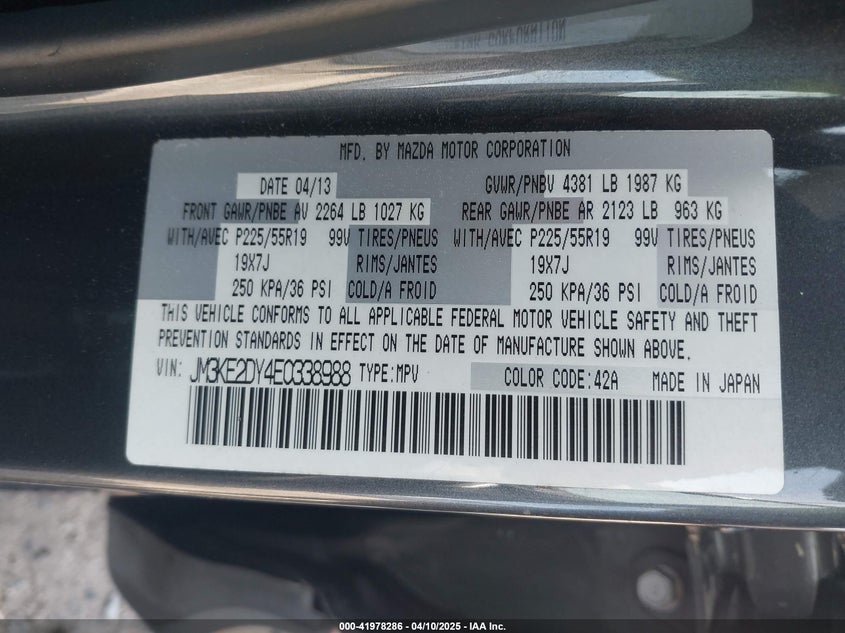 MFD. BY MAZDA MOTOR CORPORATION
DATE 04/13 GVWR/PNBV 4381 LB 1987 KG
FRONT GAWR/PNBE AV 2264 LB 1027 KG REAR GAWR/PNBE AR 2123 LB 963 KG
WITH/AVEC P225/55R19 99V TIRES/PNEUS WITH/AVEC P225/55R19 99V TIRES/PNEUS
19X7J RIMS/JANTES 19X7J RIMS/JANTES
250 KPA/36 PSI COLD/A FROID 250 KPA/36 PSI COLD/A FROID
THIS VEHICLE CONFORMS TO ALL APPLICABLE FEDERAL MOTOR VEHICLE SAFETY AND THEFT
PREVENTION STANDARDS IN EFFECT ON THE DATE OF MANUFACTURE SHOWN ABOVE.
VIN: JM3KE2DY4E0338988 TYPE:MPV COLOR CODE:42A MADE IN JAPAN
000-41978286 - 04/10/2025 - IAA Inc.